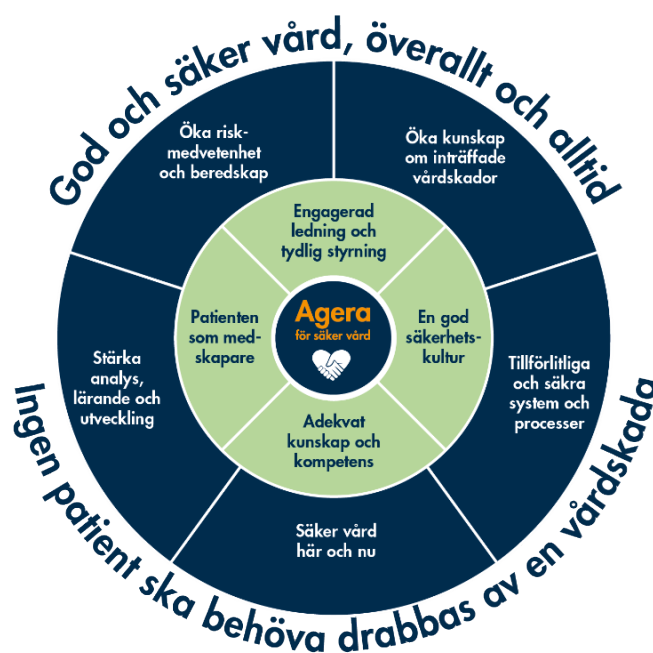 God och säker vård, överallt och alltid
Öka risk-
medvetenhet
och beredskap
Öka kunskap
om inträffade
vårdskador
Engagerad
ledning och
tydlig styrning
Patienten
som med-
skapare
Agera
för säker vård
En god
säkerhets-
kultur
Stärka
analys,
lärande och
utveckling
Tillförlitliga
och säkra
system och
processer
Adekvat
kunskap och
kompetens
Säker vård
här och nu
Ingen patient ska behöva drabbas av en vårdskada